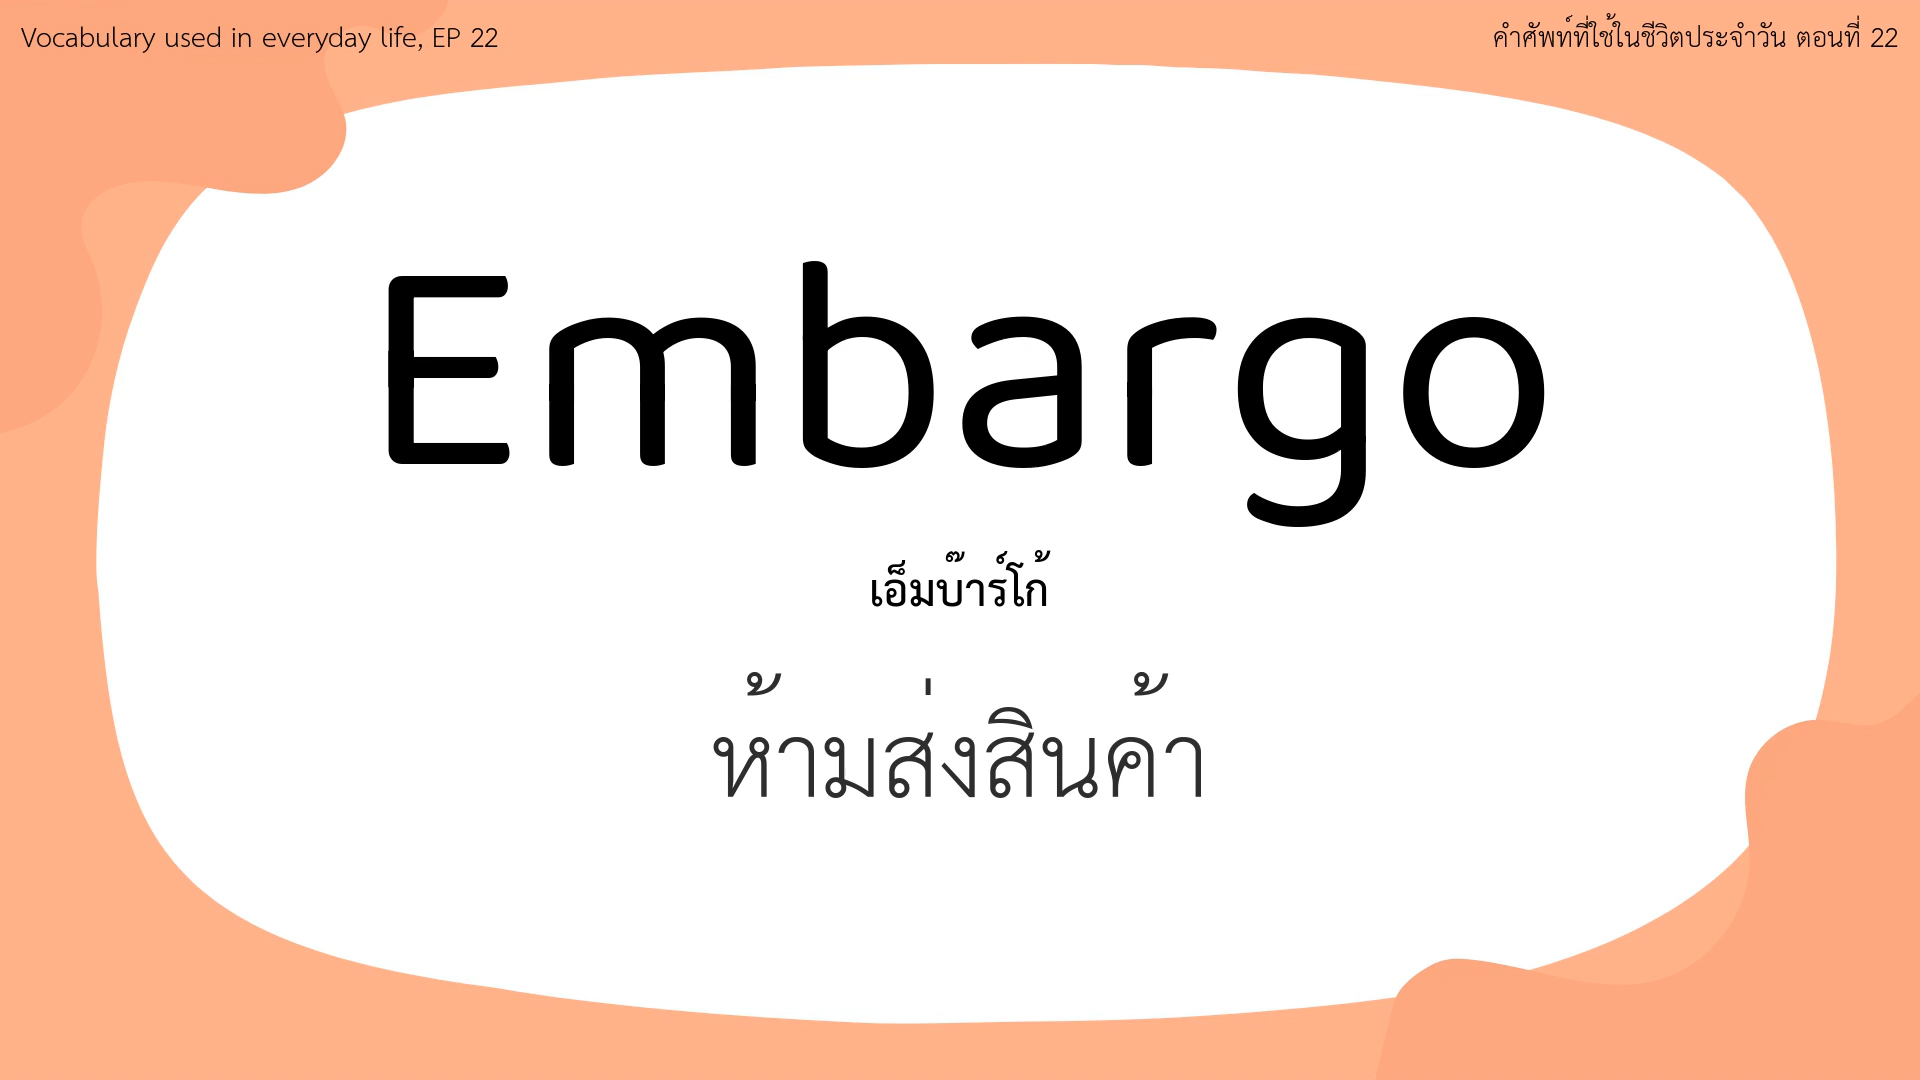 Vocabulary used in everyday life, EP 22
คำศัพท์ที่ใช้ในชีวิตประจำวัน ตอนที่ 22
Embargo
เอ็มบ๊าร์โก้
ห้ามส่งสินค้า